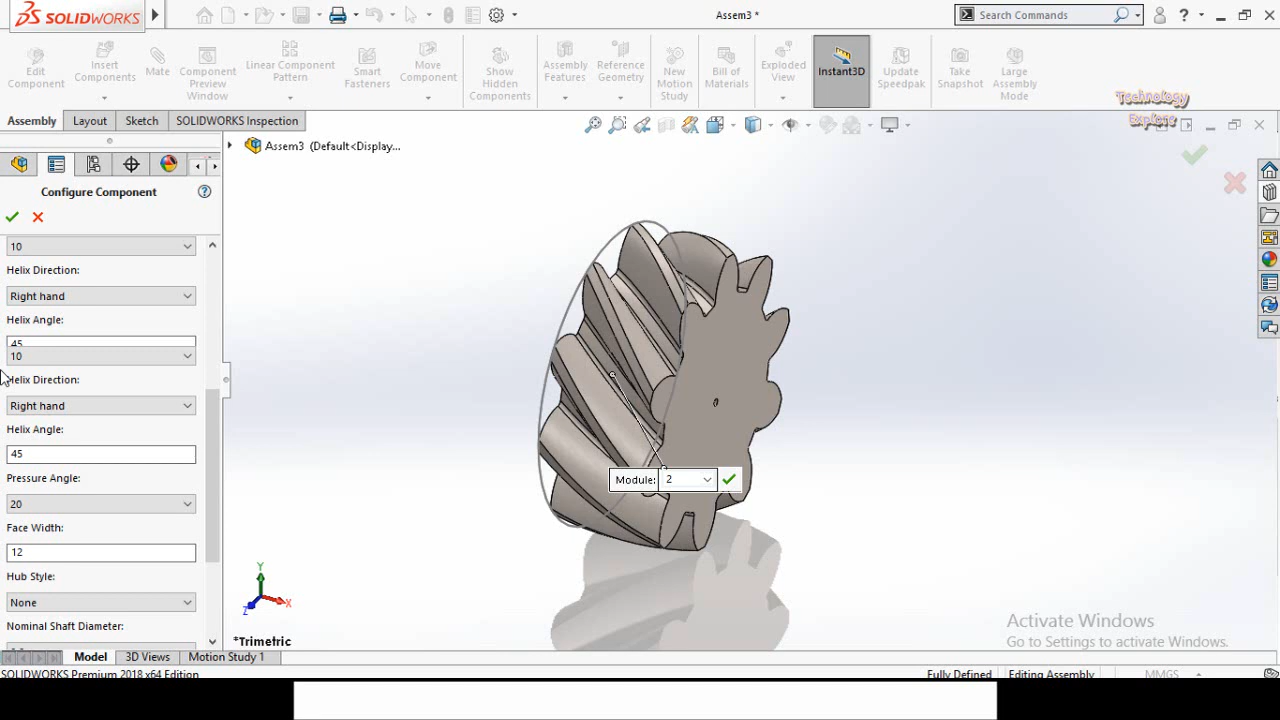 SOLIDWORKS
Assem3 *
Search Commands
Edit Component
Insert Components
Mate
Component Preview Window
Linear Component Pattern
Smart Fasteners
Move Component
Show Hidden Components
Assembly Features
Reference Geometry
New Motion Study
Bill of Materials
Exploded View
Instant3D
Update Speedpak
Take Snapshot
Large Assembly Mode
Technology
Explore
Assembly Layout Sketch SOLIDWORKS Inspection
Assem3 (Default<Display...
Configure Component
10
Helix Direction:
Right hand
Helix Angle:
45
10
Helix Direction:
Right hand
Helix Angle:
45
Pressure Angle:
20
Face Width:
12
Hub Style:
None
Nominal Shaft Diameter:
Module: 2
Y
X
Z
*Trimetric
Activate Windows
Go to Settings to activate Windows.
Model 3D Views Motion Study 1
SOLIDWORKS Premium 2018 x64 Edition
Fully Defined Editing Assembly MMGS